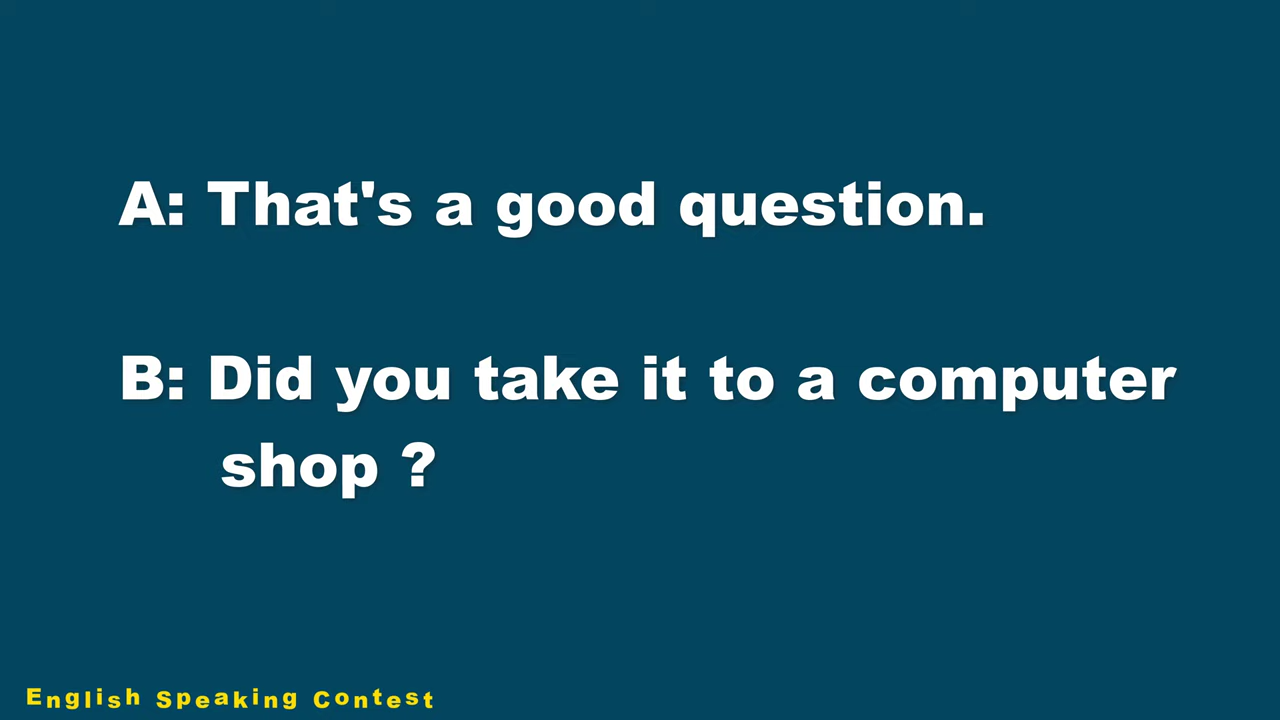 A: That's a good question.
B: Did you take it to a computer
shop ?
English Speaking Contest